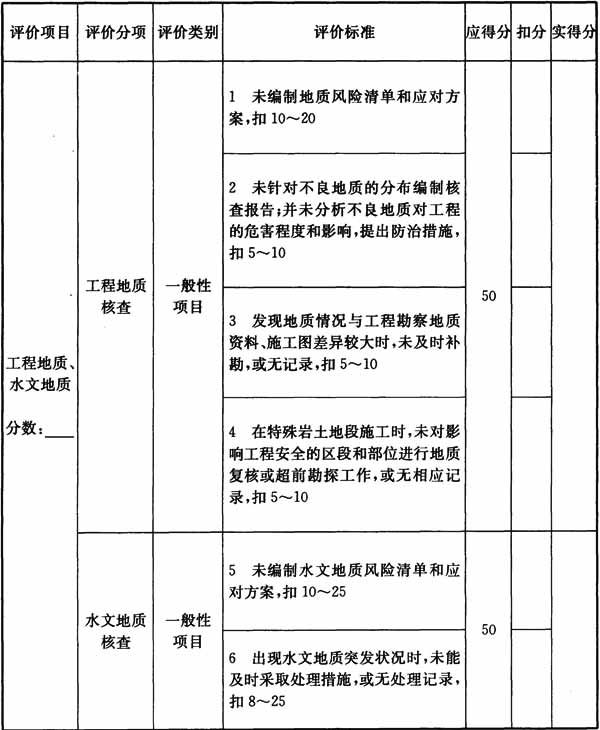 评价项目 评价分项 评价类别 评价标准 应得分 扣分 实得分
工程地质、
水文地质
分数：___
工程地质
核查
一般性
项目
1 未编制地质风险清单和应对方
案，扣10～20
2 未针对不良地质的分布编制核
查报告；并未分析不良地质对工程
的危害程度和影响，提出防治措施，
扣5～10
3 发现地质情况与工程勘察地质
资料、施工图差异较大时，未及时补
勘，或无记录，扣5～10
4 在特殊岩土地段施工时，未对影
响工程安全的区段和部位进行地质
复核或超前勘探工作，或无相应记
录，扣5～10
50
水文地质
核查
一般性
项目
5 未编制水文地质风险清单和应
对方案，扣10～25
6 出现水文地质突发状况时，未能
及时采取处理措施，或无处理记录，
扣8～25
50